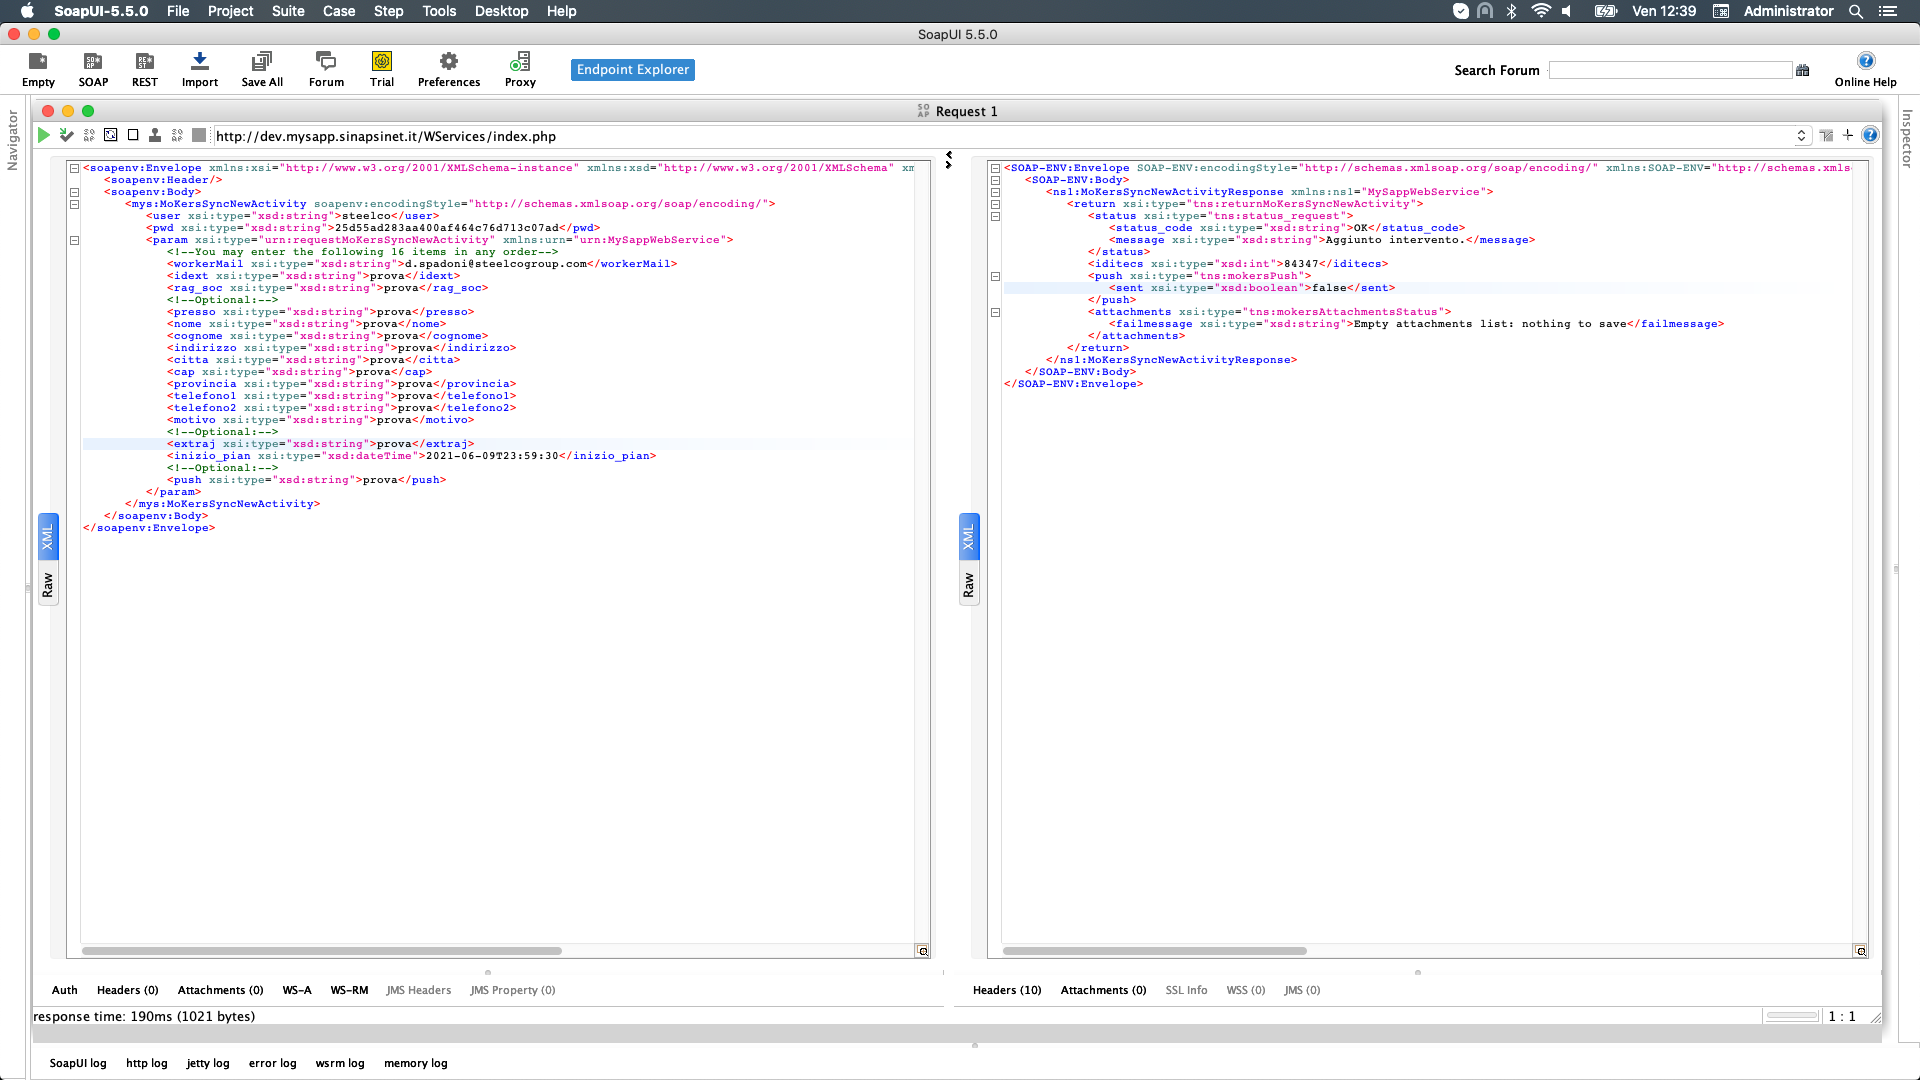 SoapUI-5.5.0 File Project Suite Case Step Tools Desktop Help Ven 12:39 Administrator
SoapUI 5.5.0
Empty SOAP REST Import Save All Forum Trial Preferences Proxy Endpoint Explorer Search Forum Online Help
Navigator
Inspector
SO AP Request 1
http://dev.mysapp.sinapsinet.it/WServices/index.php
<soapenv:Envelope xmlns:xsi="http://www.w3.org/2001/XMLSchema-instance" xmlns:xsd="http://www.w3.org/2001/XMLSchema" xm
<soapenv:Header/>
<soapenv:Body>
<mys:MoKersSyncNewActivity soapenv:encodingStyle="http://schemas.xmlsoap.org/soap/encoding/">
<user xsi:type="xsd:string">steelco</user>
<pwd xsi:type="xsd:string">25d55ad283aa400af464c76d713c07ad</pwd>
<param xsi:type="urn:requestMoKersSyncNewActivity" xmlns:urn="urn:MySappWebService">
<!--You may enter the following 16 items in any order-->
<workerMail xsi:type="xsd:string">d.spadoni@steelcogroup.com</workerMail>
<idext xsi:type="xsd:string">prova</idext>
<rag_soc xsi:type="xsd:string">prova</rag_soc>
<!--Optional:-->
<presso xsi:type="xsd:string">prova</presso>
<nome xsi:type="xsd:string">prova</nome>
<cognome xsi:type="xsd:string">prova</cognome>
<indirizzo xsi:type="xsd:string">prova</indirizzo>
<citta xsi:type="xsd:string">prova</citta>
<cap xsi:type="xsd:string">prova</cap>
<provincia xsi:type="xsd:string">prova</provincia>
<telefono1 xsi:type="xsd:string">prova</telefono1>
<telefono2 xsi:type="xsd:string">prova</telefono2>
<motivo xsi:type="xsd:string">prova</motivo>
<!--Optional:-->
<extraj xsi:type="xsd:string">prova</extraj>
<inizio_pian xsi:type="xsd:dateTime">2021-06-09T23:59:30</inizio_pian>
<!--Optional:-->
<push xsi:type="xsd:string">prova</push>
</param>
</mys:MoKersSyncNewActivity>
</soapenv:Body>
</soapenv:Envelope>
XML
Raw
<SOAP-ENV:Envelope SOAP-ENV:encodingStyle="http://schemas.xmlsoap.org/soap/encoding/" xmlns:SOAP-ENV="http://schemas.xmls
<SOAP-ENV:Body>
<ns1:MoKersSyncNewActivityResponse xmlns:ns1="MySappWebService">
<return xsi:type="tns:returnMoKersSyncNewActivity">
<status xsi:type="tns:status_request">
<status_code xsi:type="xsd:string">OK</status_code>
<message xsi:type="xsd:string">Aggiunto intervento.</message>
</status>
<iditecs xsi:type="xsd:int">84347</iditecs>
<push xsi:type="tns:mokersPush">
<sent xsi:type="xsd:boolean">false</sent>
</push>
<attachments xsi:type="tns:mokersAttachmentsStatus">
<failmessage xsi:type="xsd:string">Empty attachments list: nothing to save</failmessage>
</attachments>
</return>
</ns1:MoKersSyncNewActivityResponse>
</SOAP-ENV:Body>
</SOAP-ENV:Envelope>
XML
Raw
Auth Headers (0) Attachments (0) WS-A WS-RM JMS Headers JMS Property (0)
Headers (10) Attachments (0) SSL Info WSS (0) JMS (0)
response time: 190ms (1021 bytes)
1 : 1
SoapUI log http log jetty log error log wsrm log memory log